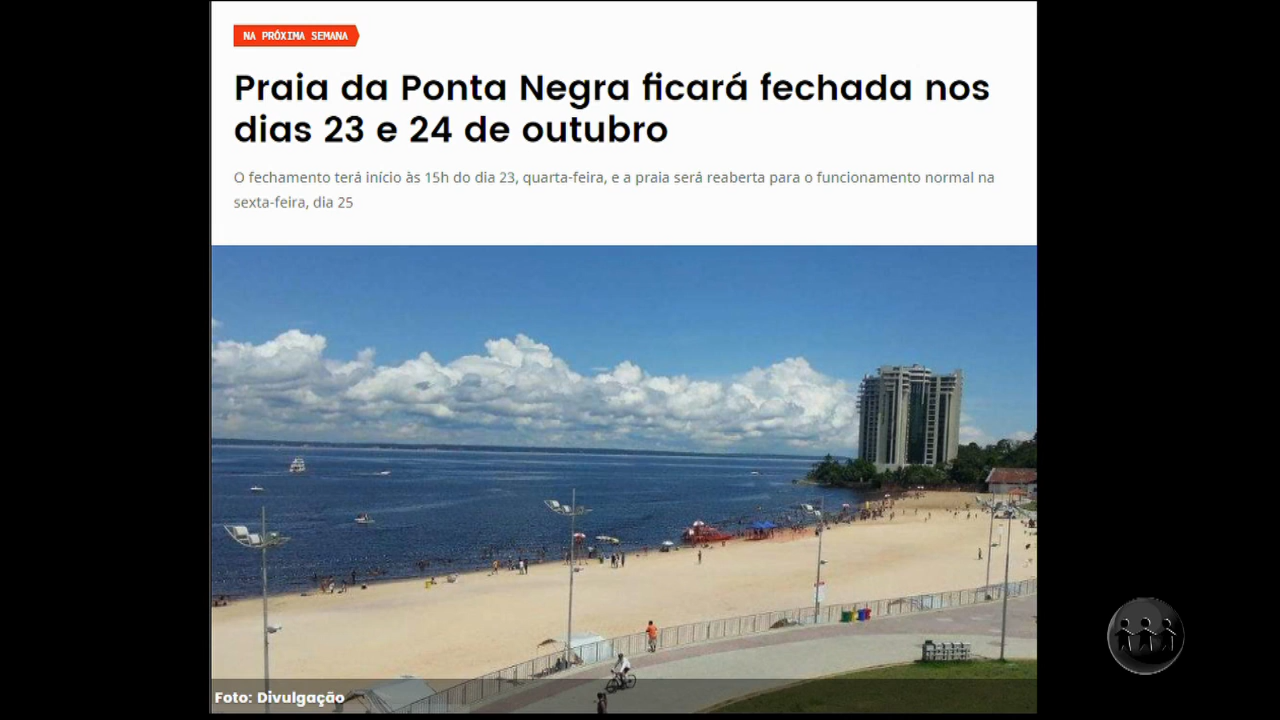 NA PRÓXIMA SEMANA
Praia da Ponta Negra ficará fechada nos
dias 23 e 24 de outubro
O fechamento terá início às 15h do dia 23, quarta-feira, e a praia será reaberta para o funcionamento normal na
sexta-feira, dia 25
Foto: Divulgação